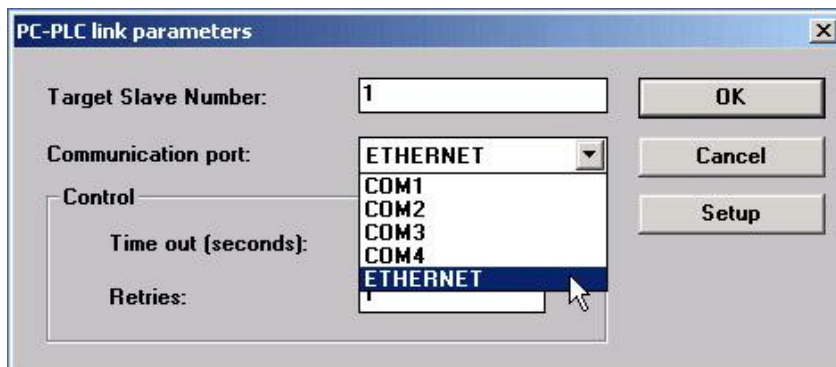 PC-PLC link parameters
Target Slave Number: 1 OK
Communication port: ETHERNET Cancel
COM1
Control
COM2 Setup
COM3
Time out (seconds):
COM4
ETHERNET
Retries: